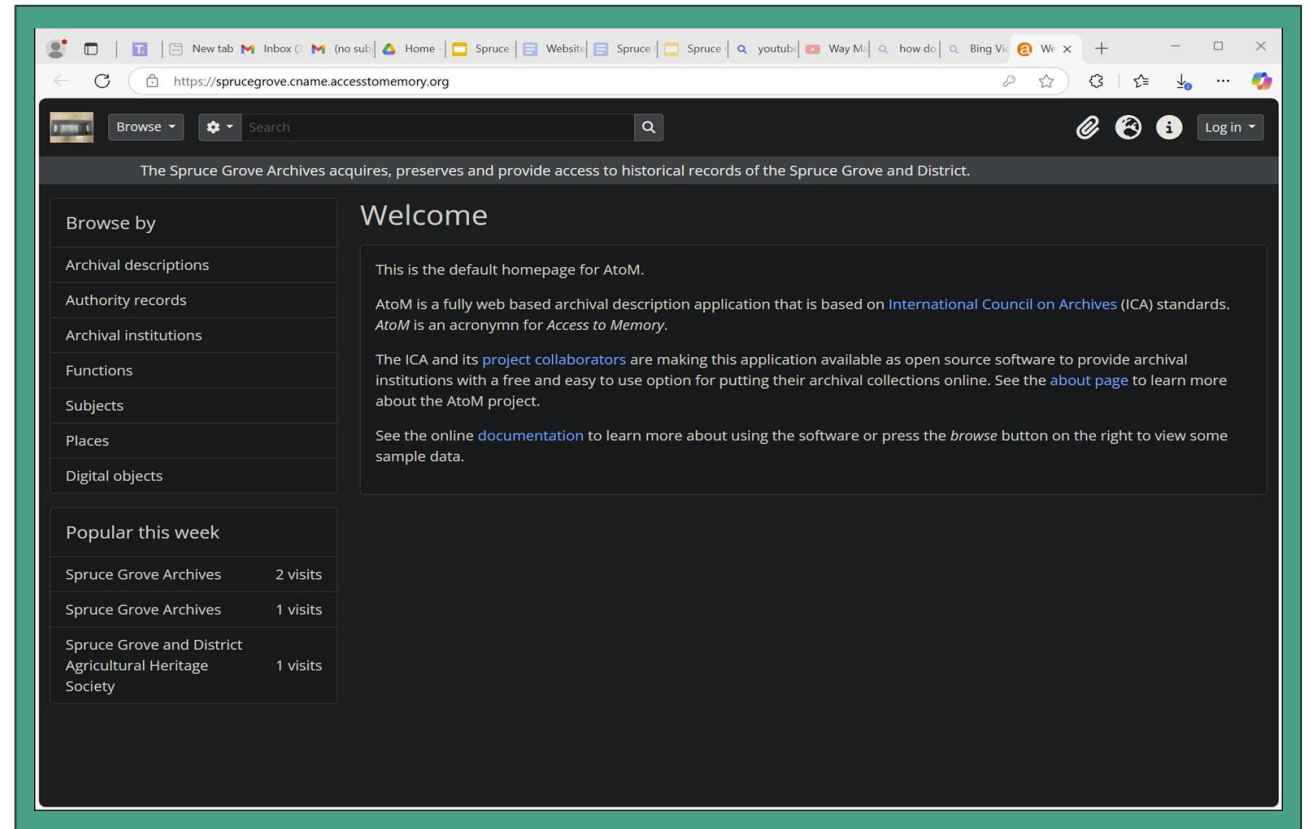 New tab
Inbox (3
(no sub
Home -
Spruce
Website
Spruce
Spruce
youtub
Way Ma
how do
Bing Vic
We
https://sprucegrove.cname.accesstomemory.org
Browse
Search
Log in
The Spruce Grove Archives acquires, preserves and provide access to historical records of the Spruce Grove and District.
Browse by
Archival descriptions
Authority records
Archival institutions
Functions
Subjects
Places
Digital objects
Popular this week
Spruce Grove Archives 2 visits
Spruce Grove Archives 1 visits
Spruce Grove and District
Agricultural Heritage 1 visits
Society
Welcome
This is the default homepage for AtoM.
AtoM is a fully web based archival description application that is based on International Council on Archives (ICA) standards.
AtoM is an acronymn for Access to Memory.
The ICA and its project collaborators are making this application available as open source software to provide archival
institutions with a free and easy to use option for putting their archival collections online. See the about page to learn more
about the AtoM project.
See the online documentation to learn more about using the software or press the browse button on the right to view some
sample data.